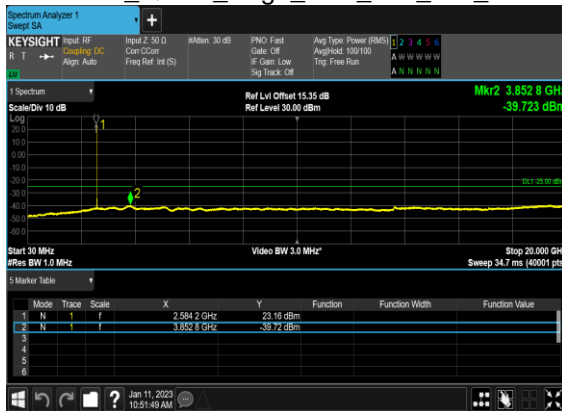 Spectrum Analyzer 1
Swept SA
+
KEYSIGHT Input: RF
R T Coupling: DC
Align: Auto
LXI
Input Z: 50 Ω
Corr CCorr
Freq Ref: Int (S)
#Atten: 30 dB
PNO: Fast
Gate: Off
IF Gain: Low
Sig Track: Off
Avg Type: Power (RMS)
Avg|Hold: 100/100
Trig: Free Run
1 2 3 4 5 6
A W W W W W
A N N N N N
1 Spectrum
Scale/Div 10 dB
Ref Lvl Offset 15.35 dB
Ref Level 30.00 dBm
Mkr2 3.852 8 GHz
-39.723 dBm
Log
20.0
10.0
0.00
-10.0
-20.0
-30.0
-40.0
-50.0
-60.0
1
2
DL1 -25.00 dBm
Start 30 MHz
#Res BW 1.0 MHz
Video BW 3.0 MHz*
Stop 20.000 GHz
Sweep 34.7 ms (40001 pts)
5 Marker Table
Mode Trace Scale X Y Function Function Width Function Value
1 N 1 f 2.584 2 GHz 23.16 dBm
2 N 1 f 3.852 8 GHz -39.72 dBm
3
4
5
6
?
Jan 11, 2023
10:51:49 AM